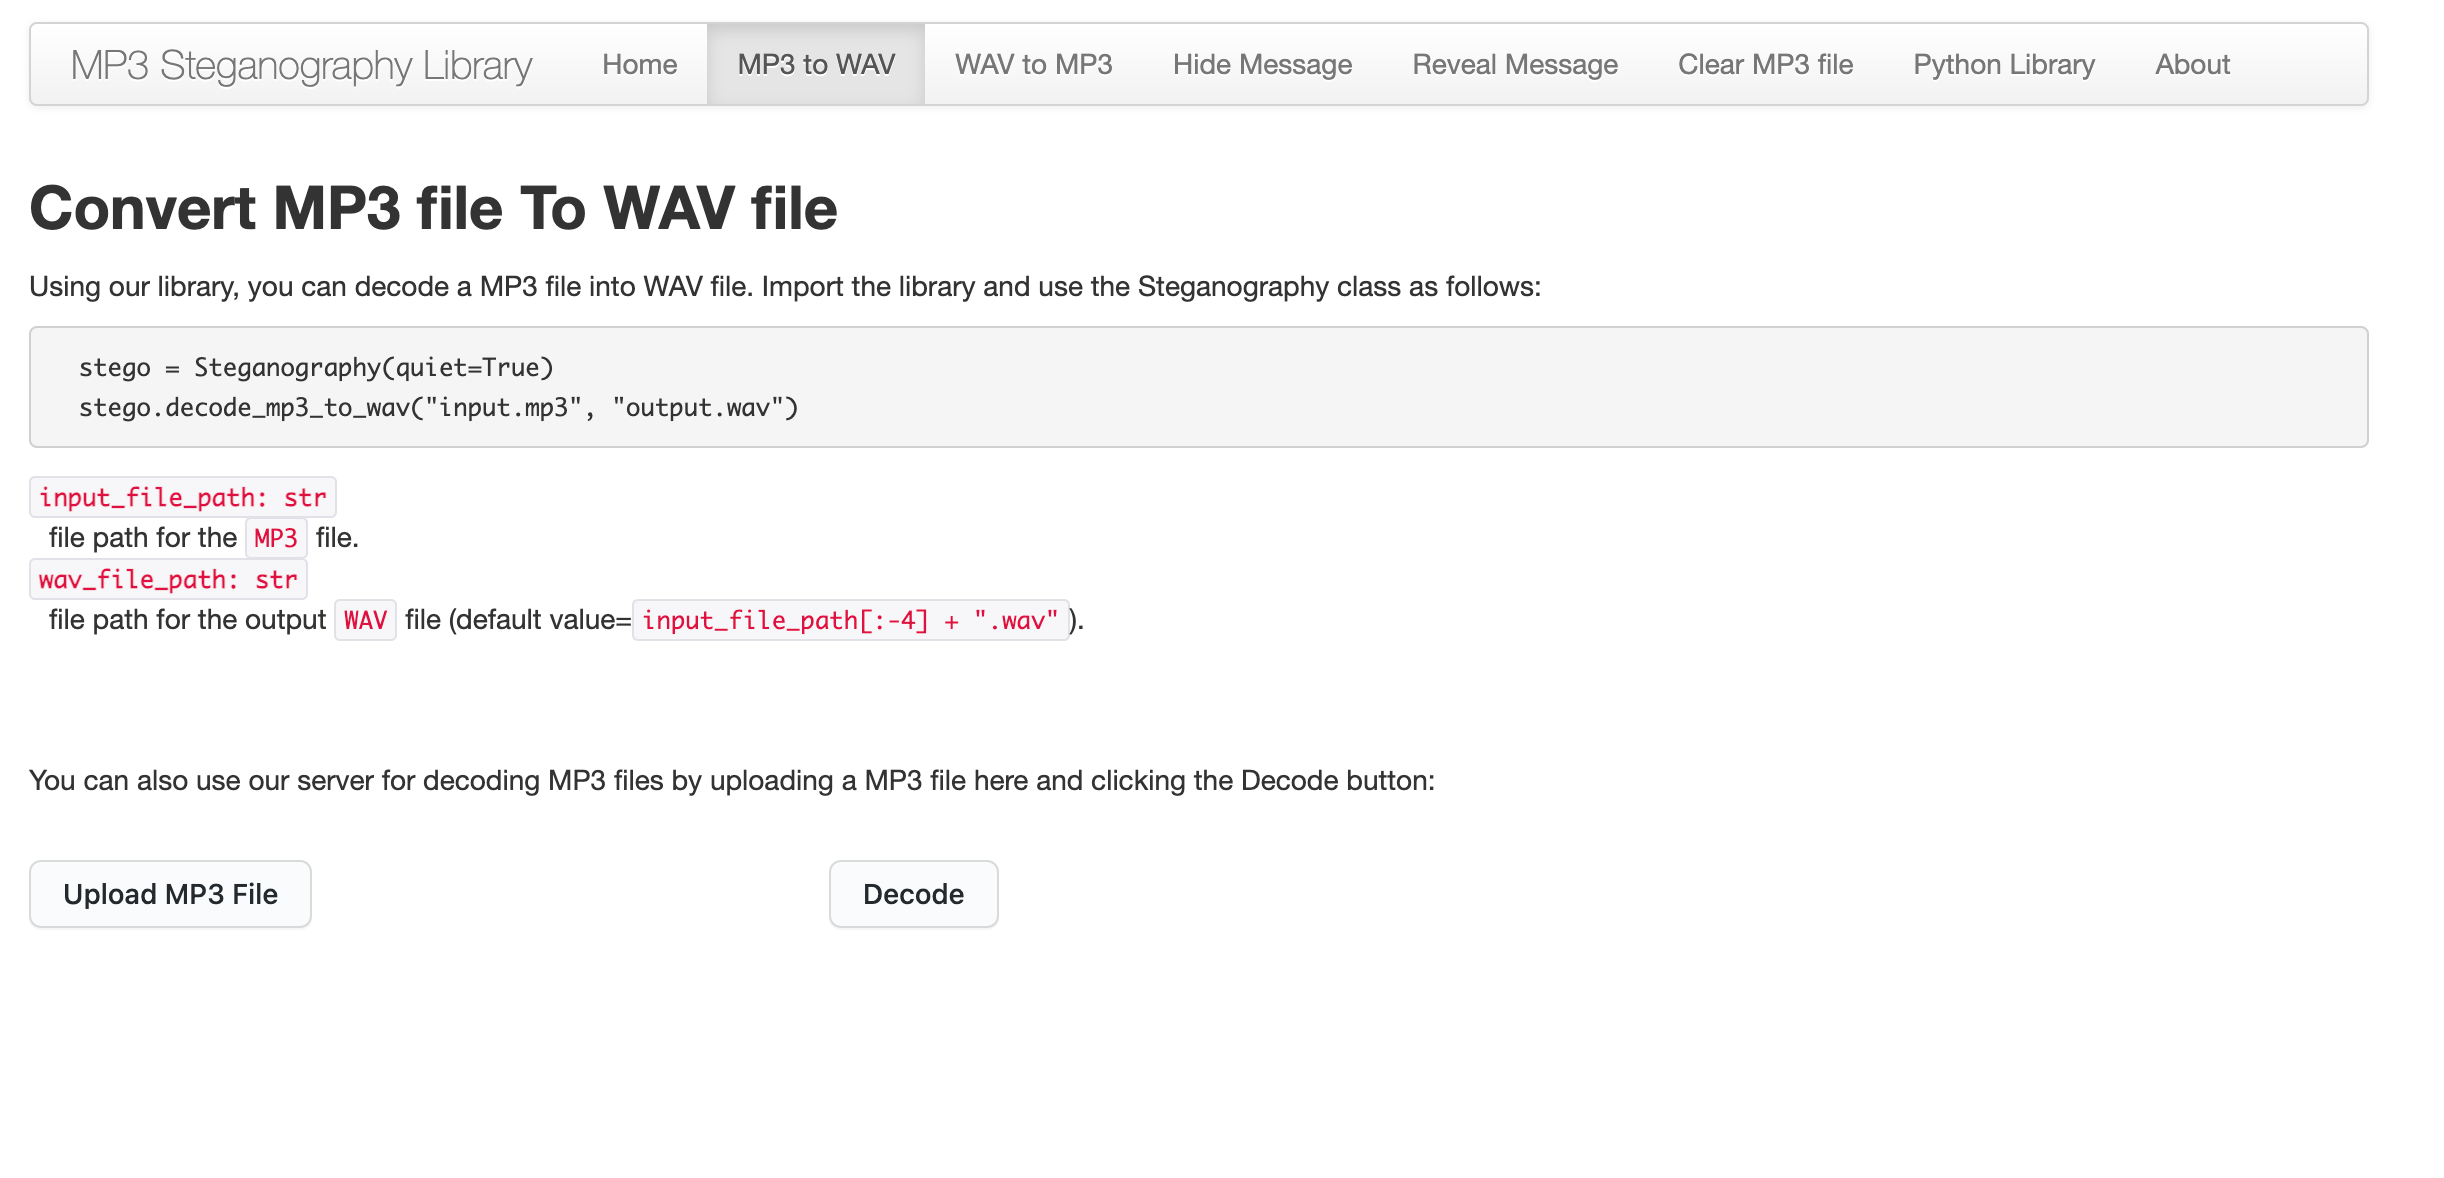 MP3 Steganography Library Home MP3 to WAV WAV to MP3 Hide Message Reveal Message Clear MP3 file Python Library About
Convert MP3 file To WAV file
Using our library, you can decode a MP3 file into WAV file. Import the library and use the Steganography class as follows:
stego = Steganography(quiet=True)
stego.decode_mp3_to_wav("input.mp3", "output.wav")
input_file_path: str
file path for the MP3 file.
wav_file_path: str
file path for the output WAV file (default value=input_file_path[:-4] + ".wav").
You can also use our server for decoding MP3 files by uploading a MP3 file here and clicking the Decode button:
Upload MP3 File Decode